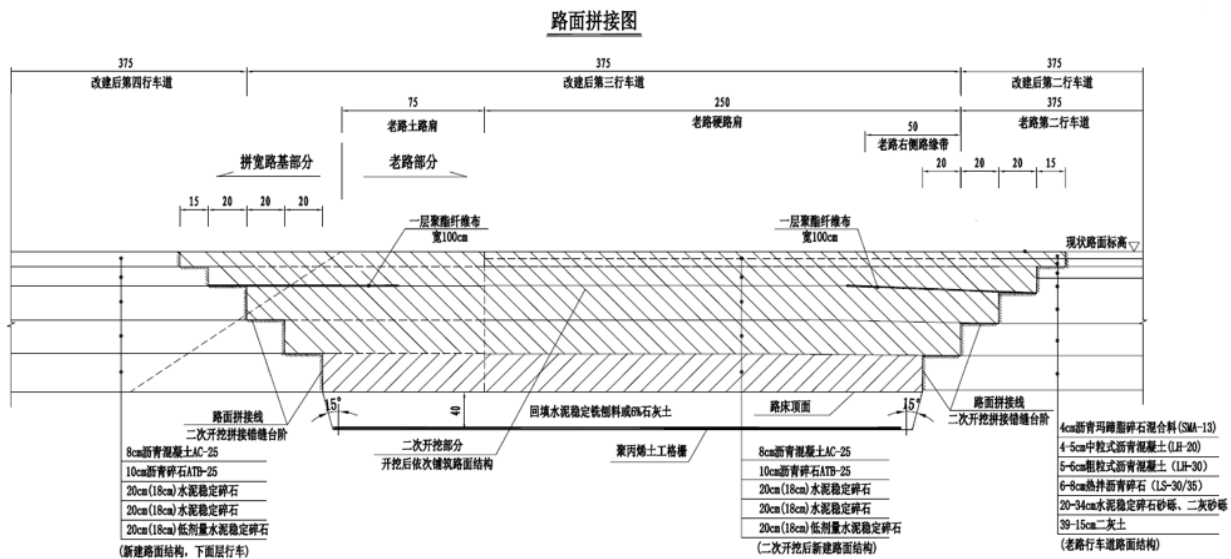 路面拼接图
375
375
375
改建后第四行车道
改建后第三行车道
改建后第二行车道
75
250
375
老路土路肩
老路硬路肩
老路第二行车道
50
老路右侧路缘带
拼宽路基部分
老路部分
20
20
20
15
15
20
20
20
一层聚酯纤维布
宽100cm
一层聚酯纤维布
宽100cm
现状路面标高
路面拼接线
二次开挖拼接错缝台阶
15°
40
回填水泥稳定铣刨料或6%石灰土
路床顶面
15°
路面拼接线
二次开挖拼接错缝台阶
二次开挖部分
开挖后依次铺筑路面结构
聚丙烯土工格栅
8cm沥青混凝土AC-25
10cm沥青碎石ATB-25
20cm(18cm)水泥稳定碎石
20cm(18cm)水泥稳定碎石
20cm(18cm)低剂量水泥稳定碎石
(新建路面结构，下面层行车)
8cm沥青混凝土AC-25
10cm沥青碎石ATB-25
20cm(18cm)水泥稳定碎石
20cm(18cm)水泥稳定碎石
20cm(18cm)低剂量水泥稳定碎石
(二次开挖后新建路面结构)
4cm沥青玛蹄脂碎石混合料(SMA-13)
4-5cm中粒式沥青混凝土(LH-20)
5-6cm粗粒式沥青混凝土（LH-30）
6-8cm热拌沥青碎石（LS-30/35）
20-34cm水泥稳定碎石砂砾、二灰砂砾
39-15cm二灰土
(老路行车道路面结构)